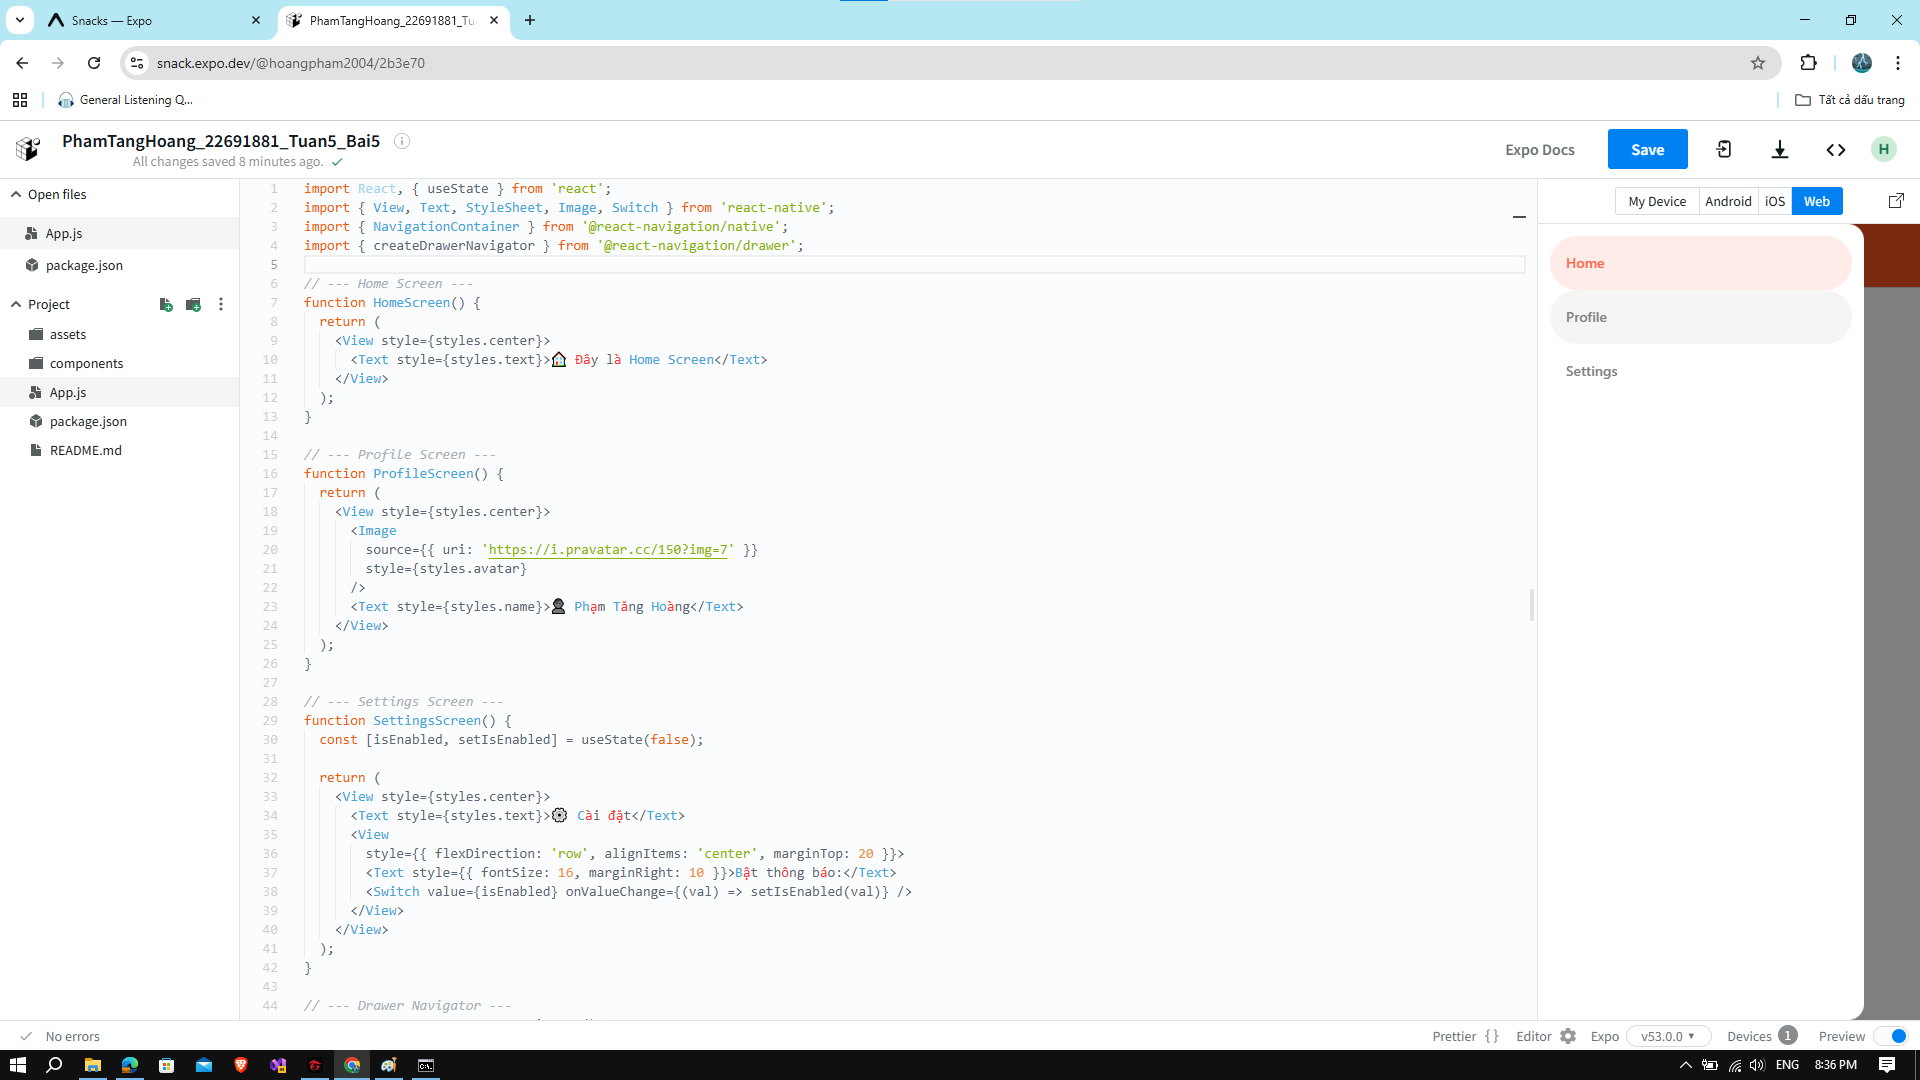 Snacks — Expo
PhamTangHoang_22691881_Tu
snack.expo.dev/@hoangpham2004/2b3e70
General Listening Q...
Tất cả dấu trang
PhamTangHoang_22691881_Tuan5_Bai5
All changes saved 8 minutes ago.
Expo Docs
Save
H
Open files
App.js
package.json
Project
assets
components
App.js
package.json
README.md
1 import React, { useState } from 'react';
2 import { View, Text, StyleSheet, Image, Switch } from 'react-native';
3 import { NavigationContainer } from '@react-navigation/native';
4 import { createDrawerNavigator } from '@react-navigation/drawer';
5
6 // --- Home Screen ---
7 function HomeScreen() {
8 return (
9 <View style={styles.center}>
10 <Text style={styles.text}>🏠 Đây là Home Screen</Text>
11 </View>
12 );
13 }
14
15 // --- Profile Screen ---
16 function ProfileScreen() {
17 return (
18 <View style={styles.center}>
19 <Image
20 source={{ uri: 'https://i.pravatar.cc/150?img=7' }}
21 style={styles.avatar}
22 />
23 <Text style={styles.name}>👤 Phạm Tăng Hoàng</Text>
24 </View>
25 );
26 }
27
28 // --- Settings Screen ---
29 function SettingsScreen() {
30 const [isEnabled, setIsEnabled] = useState(false);
31
32 return (
33 <View style={styles.center}>
34 <Text style={styles.text}>⚙️ Cài đặt</Text>
35 <View
36 style={{ flexDirection: 'row', alignItems: 'center', marginTop: 20 }}>
37 <Text style={{ fontSize: 16, marginRight: 10 }}>Bật thông báo:</Text>
38 <Switch value={isEnabled} onValueChange={(val) => setIsEnabled(val)} />
39 </View>
40 </View>
41 );
42 }
43
44 // --- Drawer Navigator ---
My Device
Android
iOS
Web
Home
Profile
Settings
No errors
Prettier {}
Editor
Expo
v53.0.0
Devices 1
Preview
ENG
8:36 PM